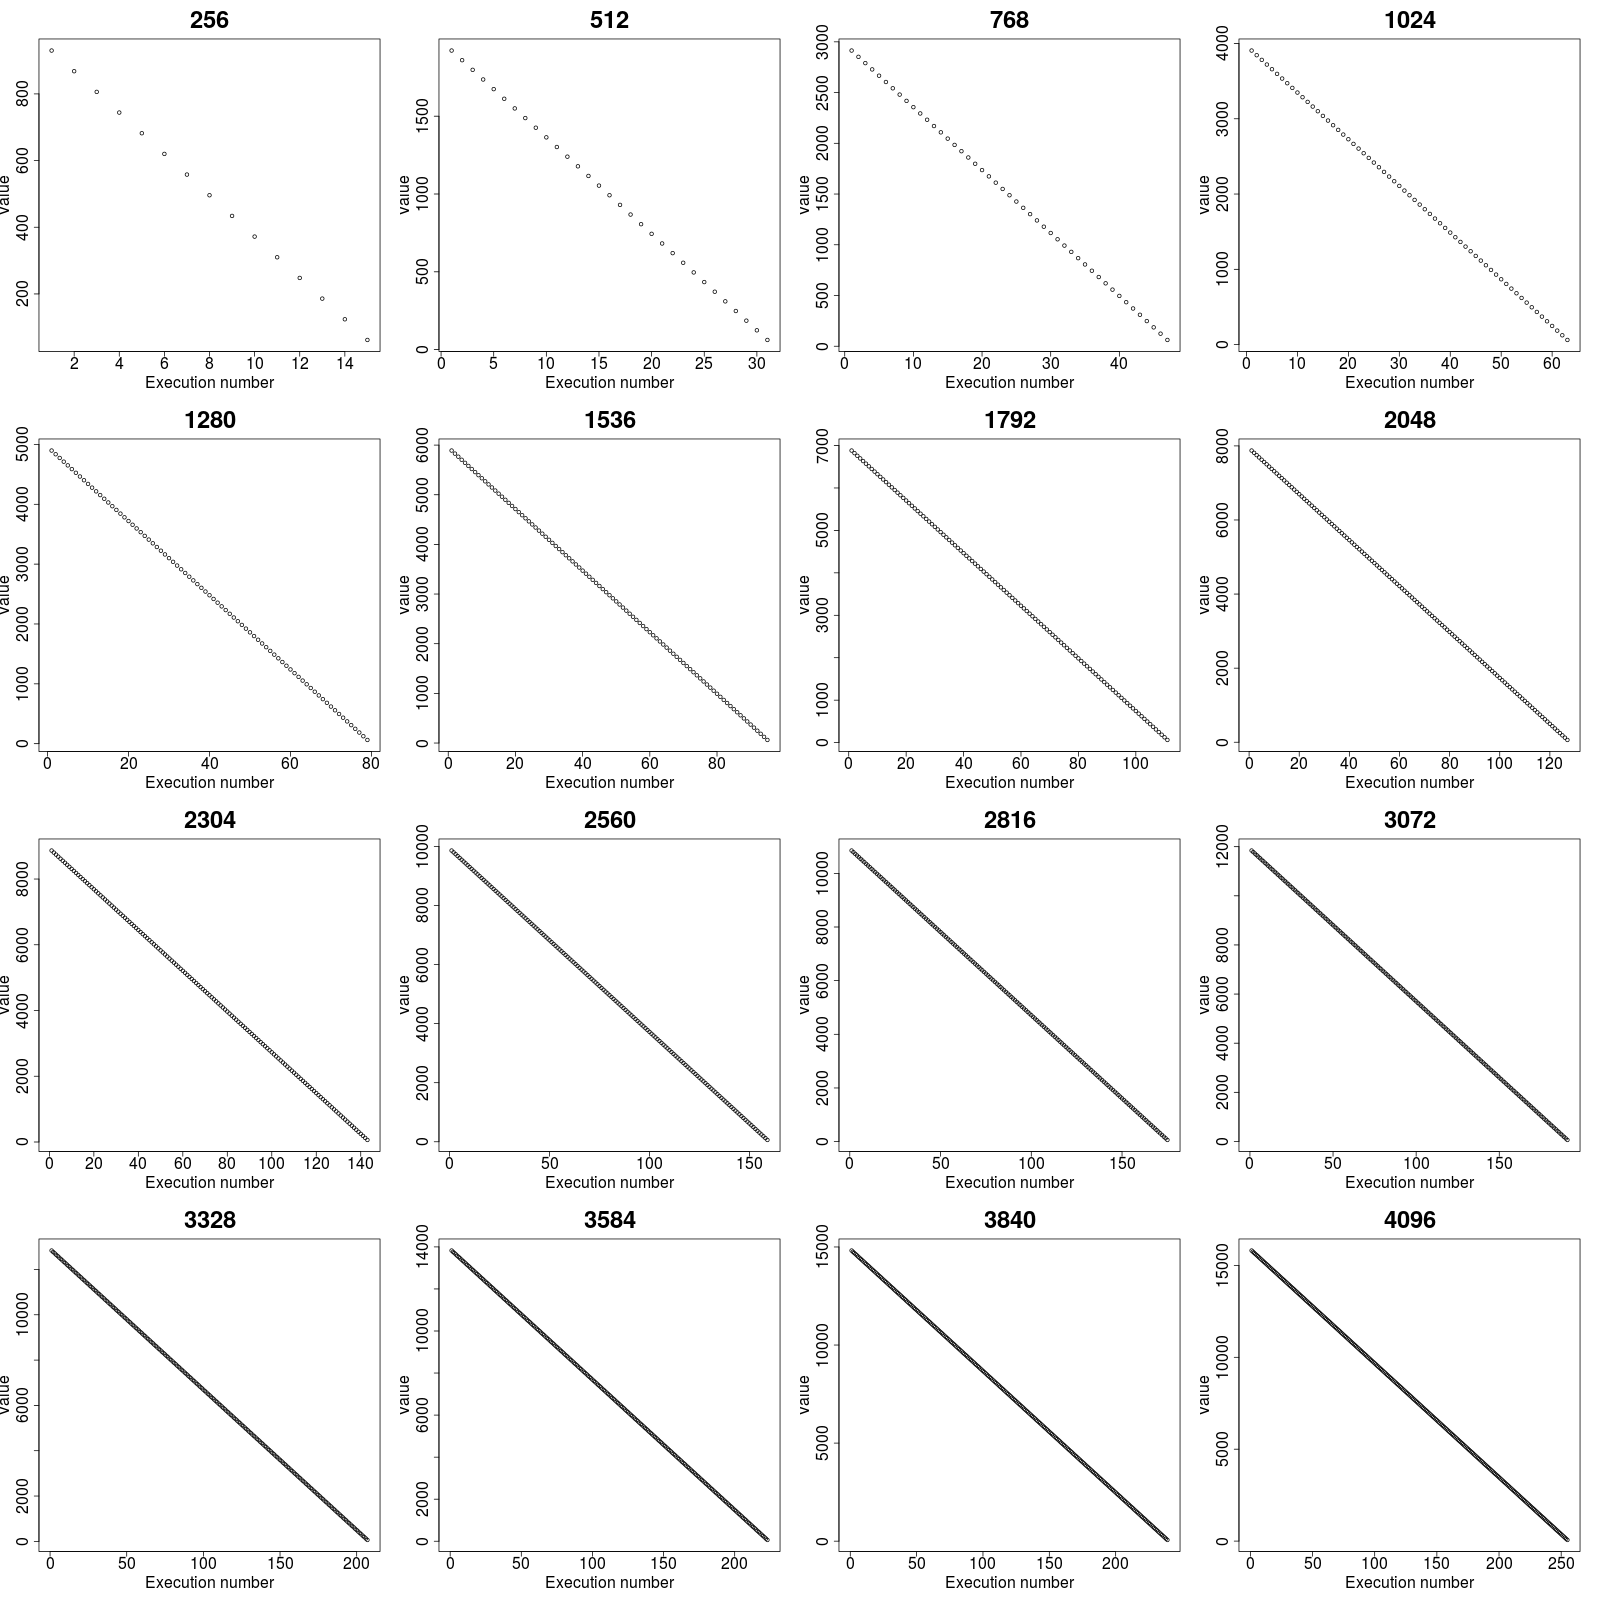 256 512 768 1024
200 400 600 800
value
2 4 6 8 10 12 14
Execution number
0 500 1000 1500
value
0 5 10 15 20 25 30
Execution number
0 500 1000 1500 2000 2500 3000
value
0 10 20 30 40
Execution number
0 1000 2000 3000 4000
value
0 10 20 30 40 50 60
Execution number
1280 1536 1792 2048
0 1000 2000 3000 4000 5000
value
0 20 40 60 80
Execution number
0 1000 2000 3000 4000 5000 6000
value
0 20 40 60 80
Execution number
0 1000 3000 5000 7000
value
0 20 40 60 80 100
Execution number
0 2000 4000 6000 8000
value
0 20 40 60 80 100 120
Execution number
2304 2560 2816 3072
0 2000 4000 6000 8000
value
0 20 40 60 80 100 120 140
Execution number
0 2000 4000 6000 8000 10000
value
0 50 100 150
Execution number
0 2000 4000 6000 8000 10000
value
0 50 100 150
Execution number
0 2000 4000 6000 8000 12000
value
0 50 100 150
Execution number
3328 3584 3840 4096
0 2000 6000 10000
value
0 50 100 150 200
Execution number
0 2000 6000 10000 14000
value
0 50 100 150 200
Execution number
0 5000 10000 15000
value
0 50 100 150 200
Execution number
0 5000 10000 15000
value
0 50 100 150 200 250
Execution number